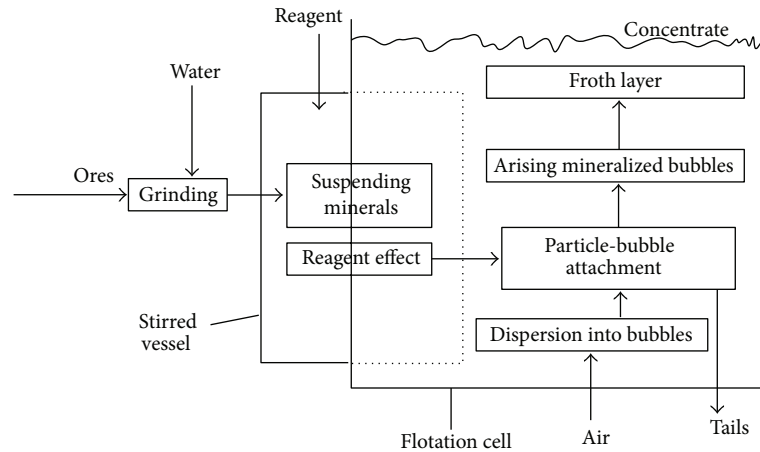 Reagent
Concentrate
Water
Froth layer
Ores
Grinding
Suspending
minerals
Arising mineralized bubbles
Reagent effect
Particle-bubble
attachment
Stirred
vessel
Dispersion into bubbles
Flotation cell
Air
Tails